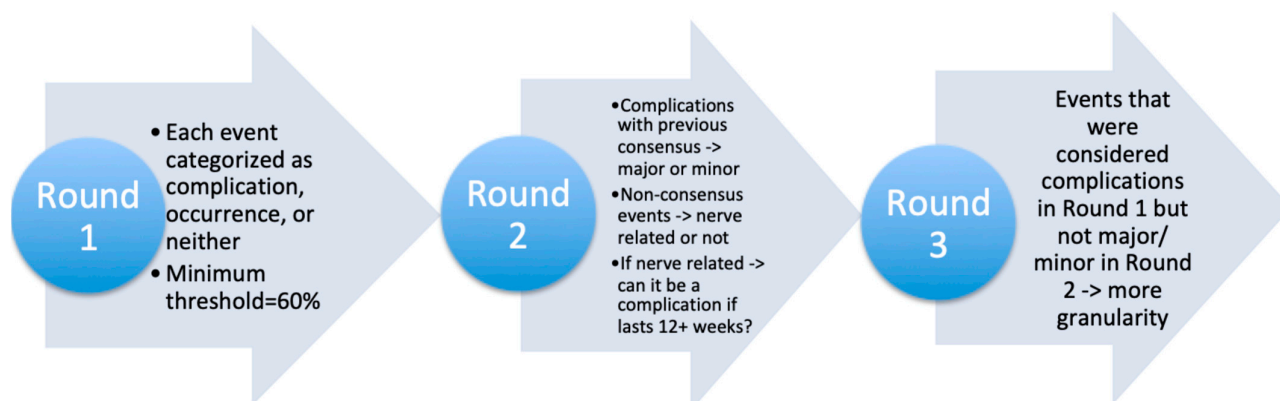 Round
1
• Each event
categorized as
complication,
occurrence, or
neither
• Minimum
threshold=60%
Round
2
•Complications
with previous
consensus ->
major or minor
•Non-consensus
events -> nerve
related or not
•If nerve related ->
can it be a
complication if
lasts 12+ weeks?
Round
3
Events that
were
considered
complications
in Round 1 but
not major/
minor in Round
2 -> more
granularity